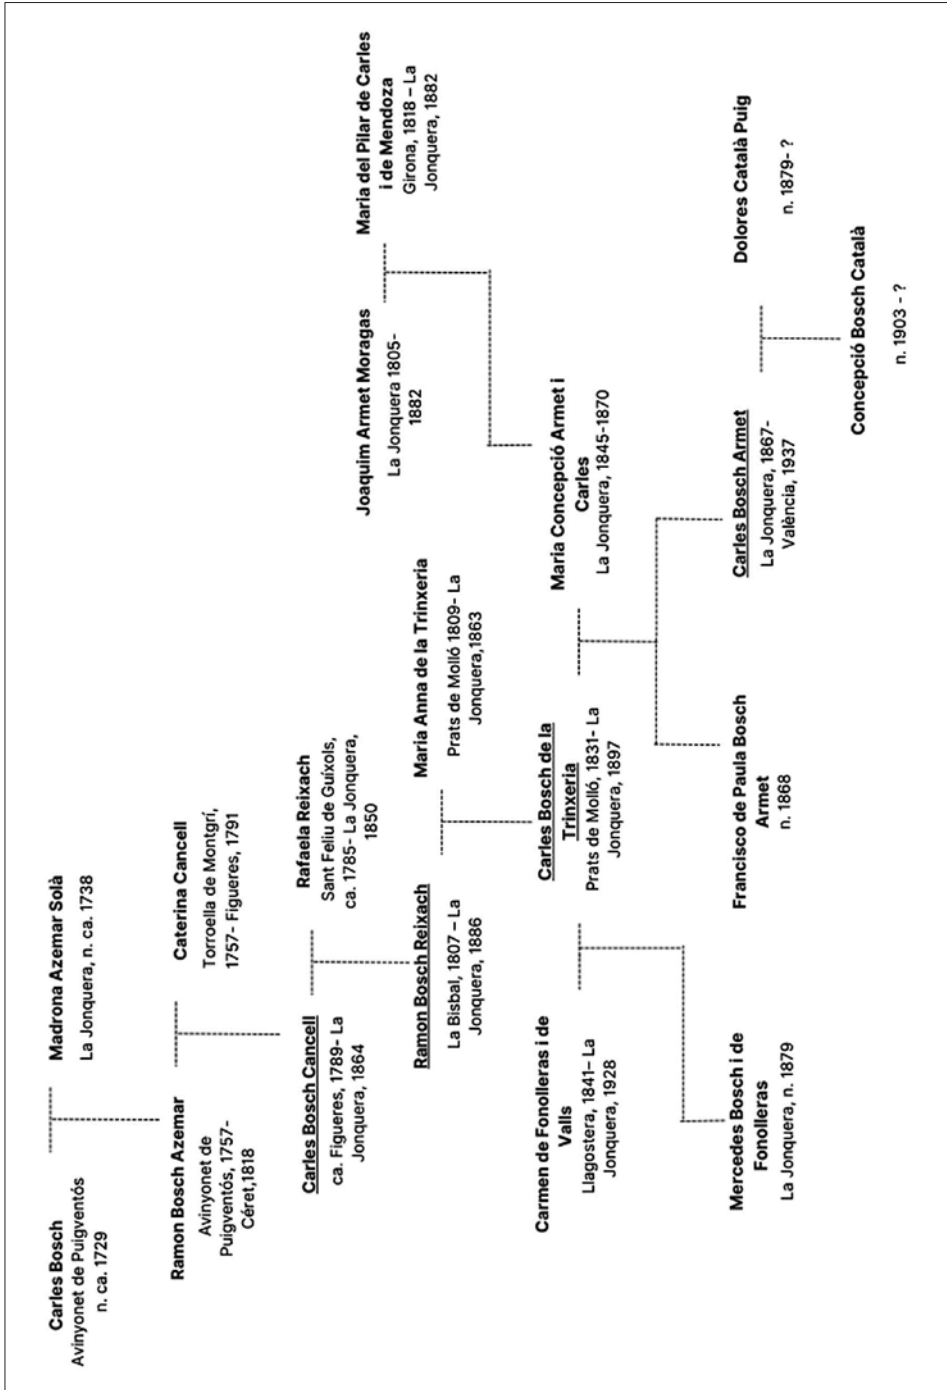 Carles Bosch
Avinyonet de Puigventós
n. ca. 1729
Madrona Azemar Solà
La Jonquera, n. ca. 1738
Ramon Bosch Azemar
Avinyonet de
Puigventós, 1757-
Céret,1818
Caterina Cancell
Torroella de Montgrí,
1757- Figueres, 1791
Carles Bosch Cancell
ca. Figueres, 1789- La
Jonquera, 1864
Rafaela Reixach
Sant Feliu de Guíxols,
ca. 1785- La Jonquera,
1850
Joaquim Armet Moragas
La Jonquera 1805-
1882
Maria del Pilar de Carles
i de Mendoza
Girona, 1818 – La
Jonquera, 1882
Ramon Bosch Reixach
La Bisbal, 1807 – La
Jonquera, 1886
Maria Anna de la Trinxeria
Prats de Molló 1809- La
Jonquera,1863
Carmen de Fonolleras i de
Valls
Llagostera, 1841– La
Jonquera, 1928
Carles Bosch de la
Trinxeria
Prats de Molló, 1831- La
Jonquera, 1897
Maria Concepció Armet i
Carles
La Jonquera, 1845-1870
Mercedes Bosch i de
Fonolleras
La Jonquera, n. 1879
Francisco de Paula Bosch
Armet
n. 1868
Carles Bosch Armet
La Jonquera, 1867-
València, 1937
Dolores Català Puig
n. 1879- ?
Concepció Bosch Català
n. 1903 - ?